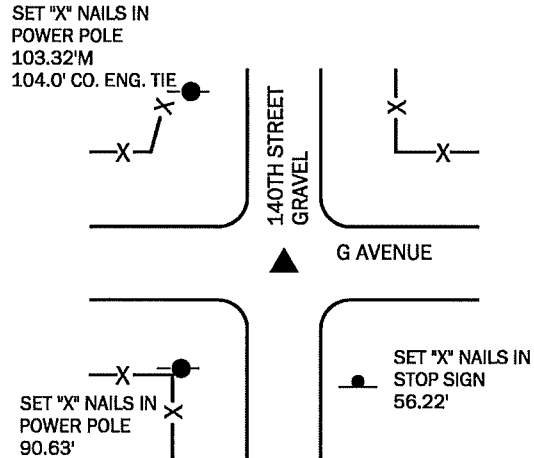 SET "X" NAILS IN
POWER POLE
103.32'M
104.0' CO. ENG. TIE
X
X
X
X
140TH STREET
GRAVEL
G AVENUE
X
X
SET "X" NAILS IN
POWER POLE
90.63'
SET "X" NAILS IN
STOP SIGN
56.22'